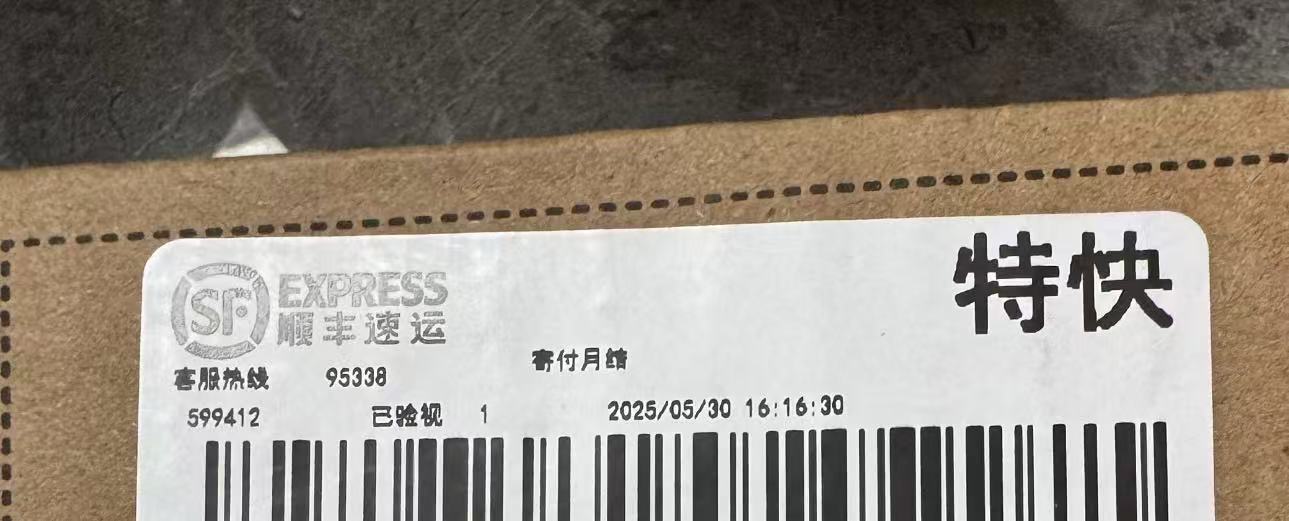 SF EXPRESS
顺丰速运
特快
寄付月结
客服热线 95338
599412 已验视 1 2025/05/30 16:16:30